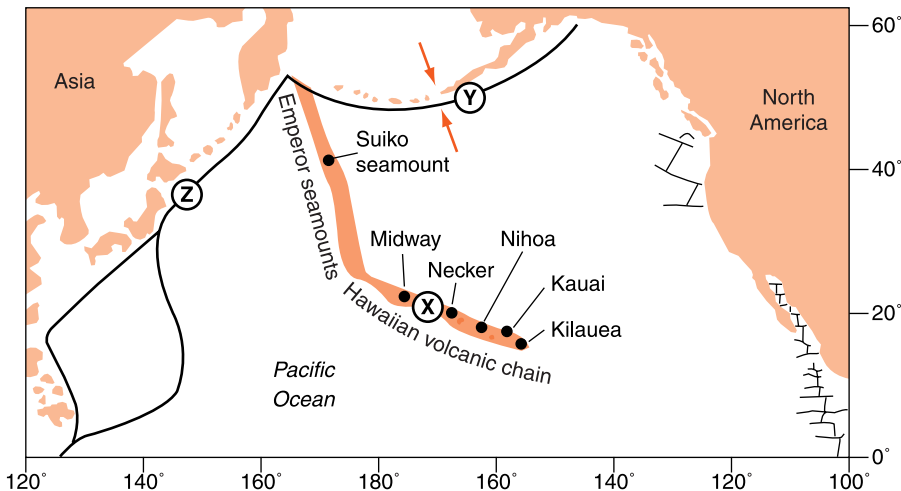 Asia
North
America
60°
40°
20°
0°
Y
Z
X
Emperor seamounts
Suiko
seamount
Midway
Necker
Nihoa
Kauai
Kilauea
Hawaiian volcanic chain
Pacific
Ocean
120°
140°
160°
180°
160°
140°
120°
100°